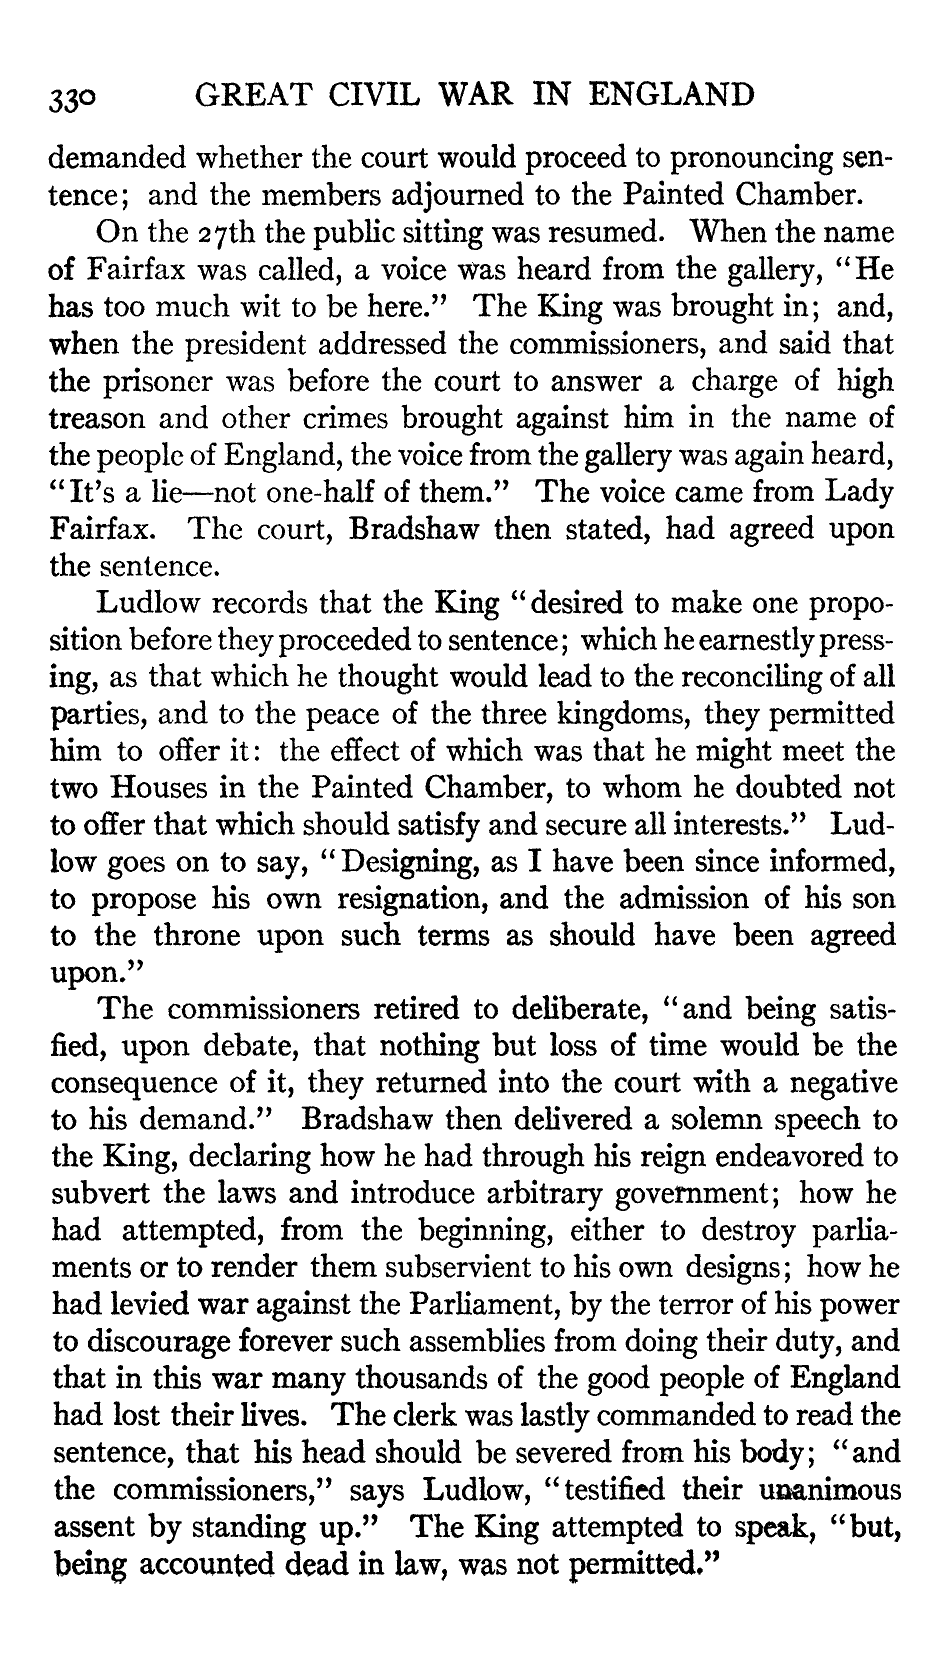 330 GREAT CIVIL WAR IN ENGLAND
demanded whether the court would proceed to pronouncing sen-
tence; and the members adjourned to the Painted Chamber.
On the 27th the public sitting was resumed. When the name
of Fairfax was called, a voice was heard from the gallery, "He
has too much wit to be here." The King was brought in; and,
when the president addressed the commissioners, and said that
the prisoner was before the court to answer a charge of high
treason and other crimes brought against him in the name of
the people of England, the voice from the gallery was again heard,
"It's a lie—not one-half of them." The voice came from Lady
Fairfax. The court, Bradshaw then stated, had agreed upon
the sentence.
Ludlow records that the King "desired to make one propo-
sition before they proceeded to sentence; which he earnestly press-
ing, as that which he thought would lead to the reconciling of all
parties, and to the peace of the three kingdoms, they permitted
him to offer it: the effect of which was that he might meet the
two Houses in the Painted Chamber, to whom he doubted not
to offer that which should satisfy and secure all interests." Lud-
low goes on to say, "Designing, as I have been since informed,
to propose his own resignation, and the admission of his son
to the throne upon such terms as should have been agreed
upon."
The commissioners retired to deliberate, "and being satis-
fied, upon debate, that nothing but loss of time would be the
consequence of it, they returned into the court with a negative
to his demand." Bradshaw then delivered a solemn speech to
the King, declaring how he had through his reign endeavored to
subvert the laws and introduce arbitrary government; how he
had attempted, from the beginning, either to destroy parlia-
ments or to render them subservient to his own designs; how he
had levied war against the Parliament, by the terror of his power
to discourage forever such assemblies from doing their duty, and
that in this war many thousands of the good people of England
had lost their lives. The clerk was lastly commanded to read the
sentence, that his head should be severed from his body; "and
the commissioners," says Ludlow, "testified their unanimous
assent by standing up." The King attempted to speak, "but,
being accounted dead in law, was not permitted."